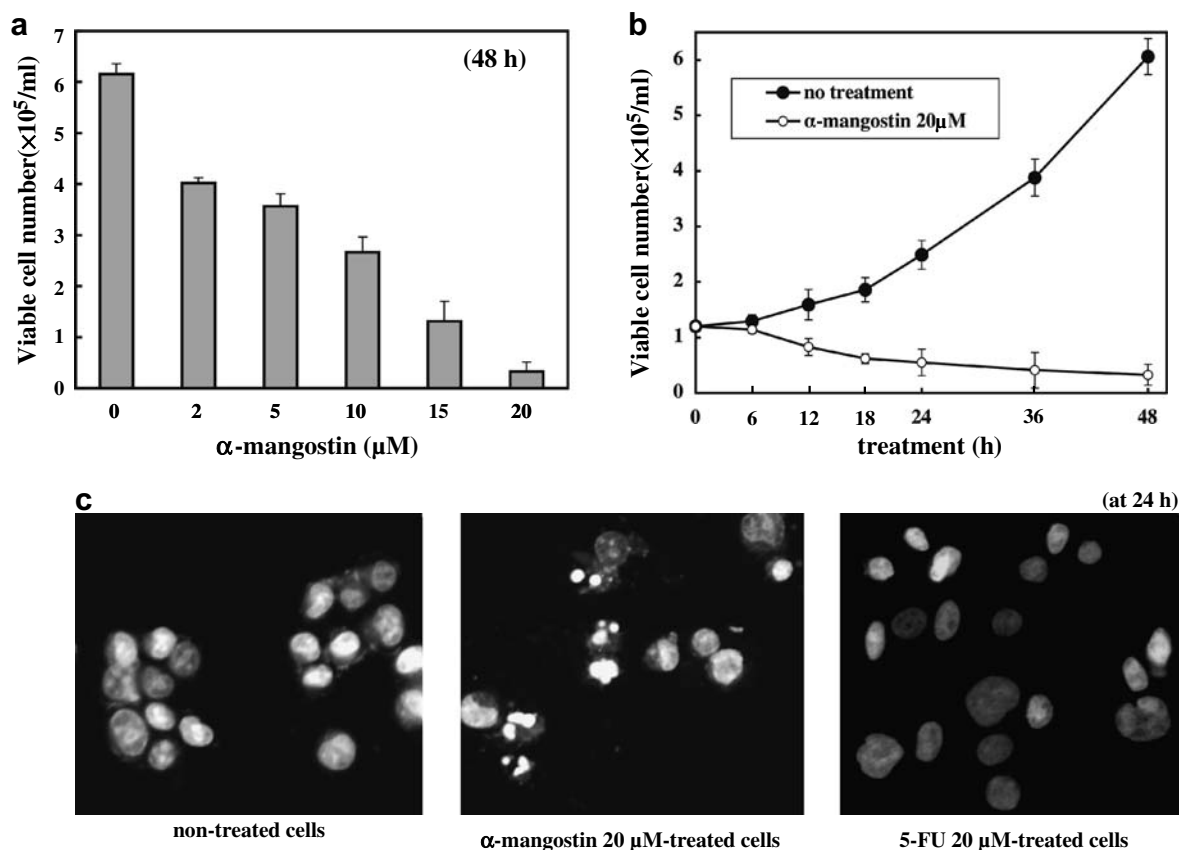 a
(48 h)
Viable cell number(×10⁵/ml)
7
6
5
4
3
2
1
0
0 2 5 10 15 20
α-mangostin (µM)
b
Viable cell number(×10⁵/ml)
6
5
4
3
2
1
0
no treatment
α-mangostin 20µM
0 6 12 18 24 36 48
treatment (h)
c
(at 24 h)
non-treated cells
α-mangostin 20 µM-treated cells
5-FU 20 µM-treated cells